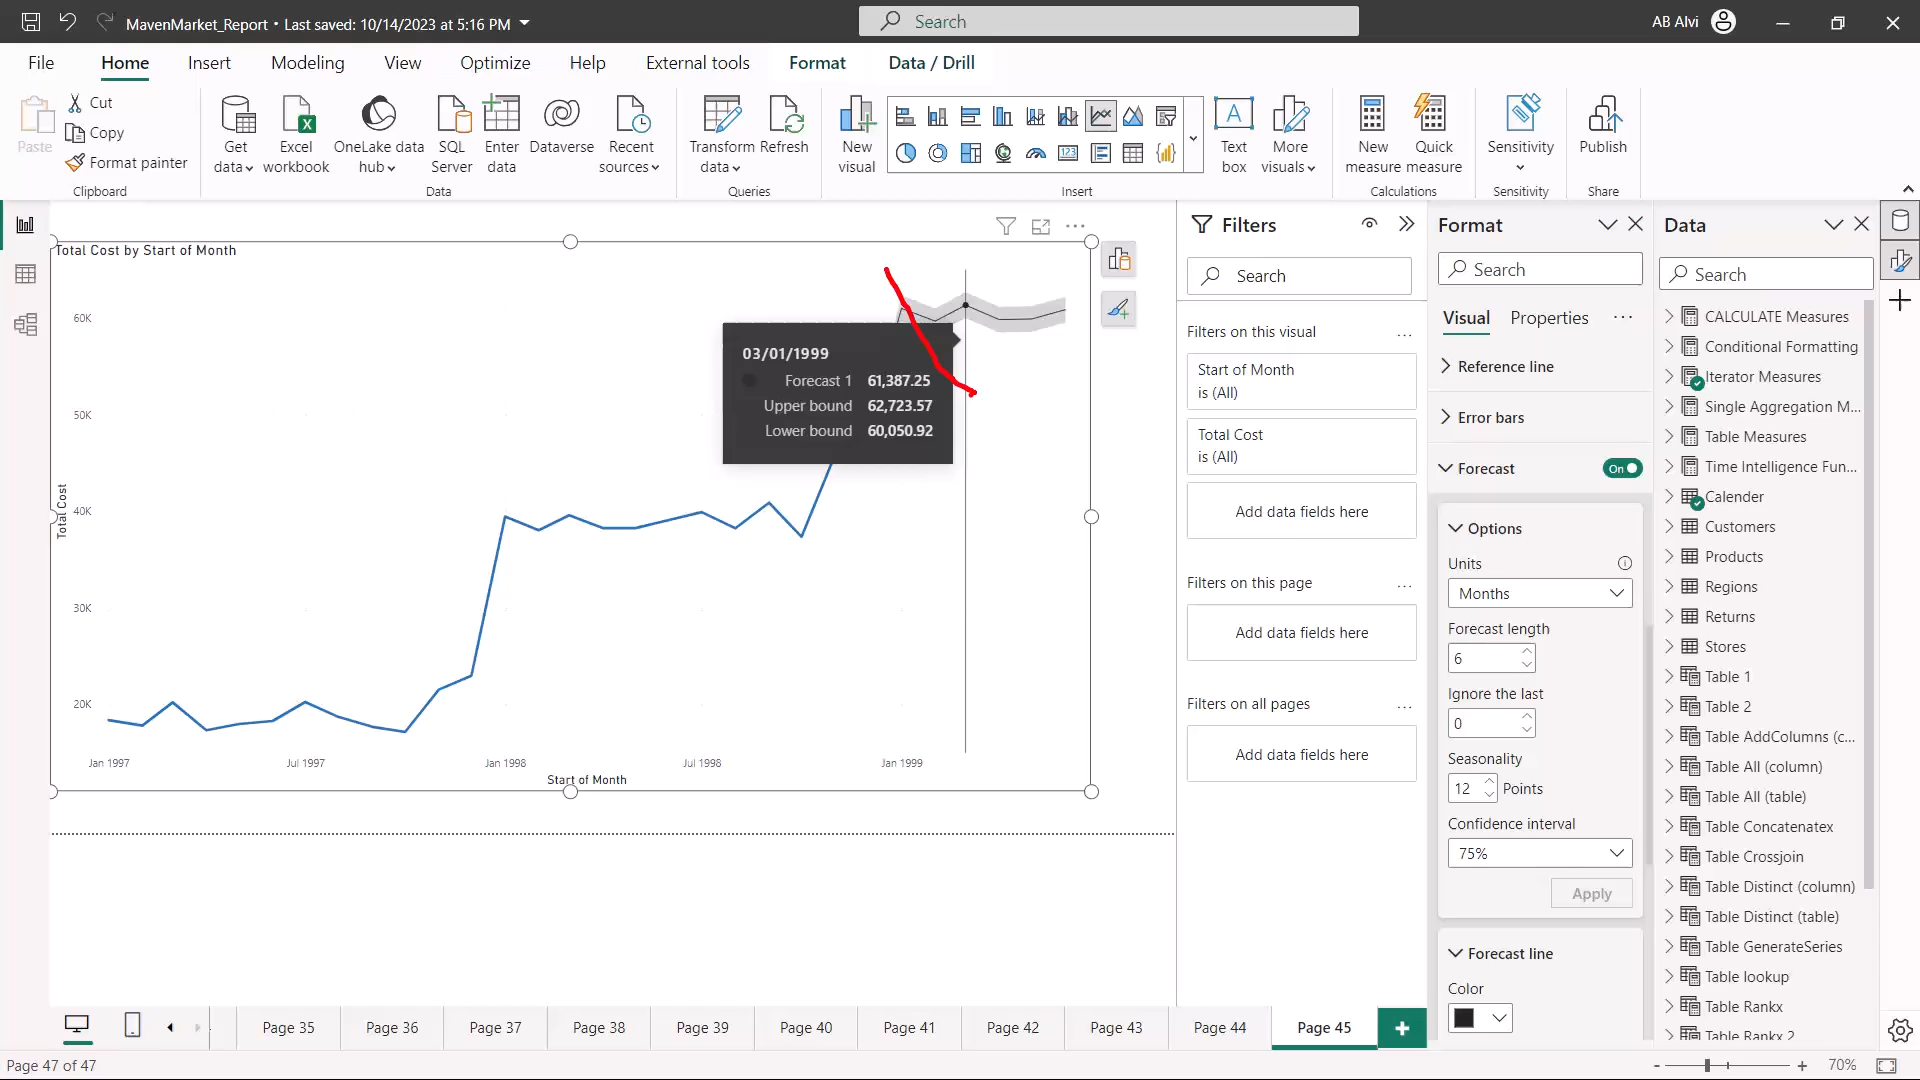 MavenMarket_Report • Last saved: 10/14/2023 at 5:16 PM
Search
AB Alvi
File
Home
Insert
Modeling
View
Optimize
Help
External tools
Format
Data / Drill
Paste
Cut
Copy
Format painter
Clipboard
Get data
Excel workbook
OneLake data hub
SQL Server
Enter data
Dataverse
Recent sources
Data
Transform data
Refresh
Queries
New visual
Text box
More visuals
Insert
New measure
Quick measure
Calculations
Sensitivity
Sensitivity
Publish
Share
Total Cost by Start of Month
60K
50K
40K
30K
20K
Total Cost
Jan 1997
Jul 1997
Jan 1998
Jul 1998
Jan 1999
Start of Month
03/01/1999
Forecast 1 61,387.25
Upper bound 62,723.57
Lower bound 60,050.92
Filters
Search
Filters on this visual
Start of Month
is (All)
Total Cost
is (All)
Add data fields here
Filters on this page
Add data fields here
Filters on all pages
Add data fields here
Format
Search
Visual
Properties
Reference line
Error bars
Forecast
On
Options
Units
Months
Forecast length
6
Ignore the last
0
Seasonality
12 Points
Confidence interval
75%
Apply
Forecast line
Color
Data
Search
CALCULATE Measures
Conditional Formatting
Iterator Measures
Single Aggregation M...
Table Measures
Time Intelligence Fun...
Calender
Customers
Products
Regions
Returns
Stores
Table 1
Table 2
Table AddColumns (c...
Table All (column)
Table All (table)
Table Concatenatex
Table Crossjoin
Table Distinct (column)
Table Distinct (table)
Table GenerateSeries
Table lookup
Table Rankx
Table Rankx 2
Page 35
Page 36
Page 37
Page 38
Page 39
Page 40
Page 41
Page 42
Page 43
Page 44
Page 45
Page 47 of 47
70%